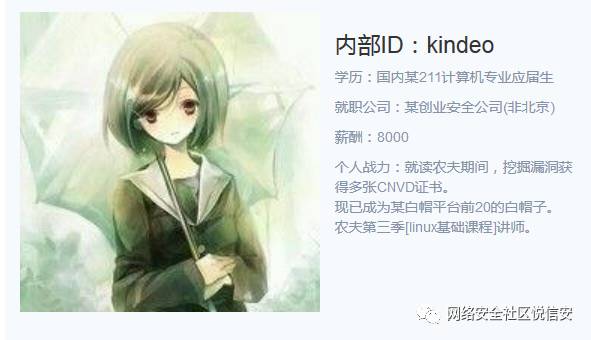 内部ID：kindeo
学历：国内某211计算机专业应届生
就职公司：某创业安全公司(非北京)
薪酬：8000
个人战力：就读农夫期间，挖掘漏洞获
得多张CNVD证书。
现已成为某白帽平台前20的白帽子。
农夫第三季[linux基础课程]讲师。
网络安全社区悦信安